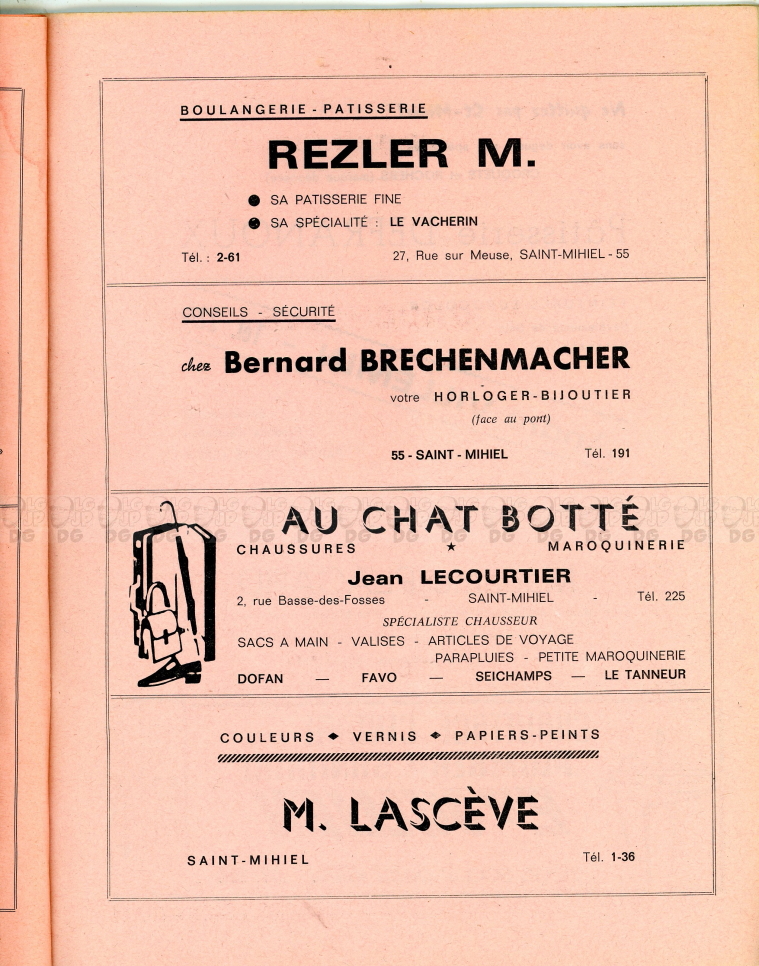 BOULANGERIE - PATISSERIE
REZLER M.
● SA PATISSERIE FINE
● SA SPÉCIALITÉ : LE VACHERIN
Tél. : 2-61 27, Rue sur Meuse, SAINT-MIHIEL - 55
CONSEILS - SÉCURITÉ
chez Bernard BRECHENMACHER
votre HORLOGER-BIJOUTIER
(face au pont)
55 - SAINT - MIHIEL Tél. 191
AU CHAT BOTTÉ
CHAUSSURES ★ MAROQUINERIE
Jean LECOURTIER
2, rue Basse-des-Fosses - SAINT-MIHIEL - Tél. 225
SPÉCIALISTE CHAUSSEUR
SACS A MAIN - VALISES - ARTICLES DE VOYAGE
PARAPLUIES - PETITE MAROQUINERIE
DOFAN — FAVO — SEICHAMPS — LE TANNEUR
COULEURS ◆ VERNIS ◆ PAPIERS-PEINTS
M. LASCÈVE
SAINT-MIHIEL Tél. 1-36